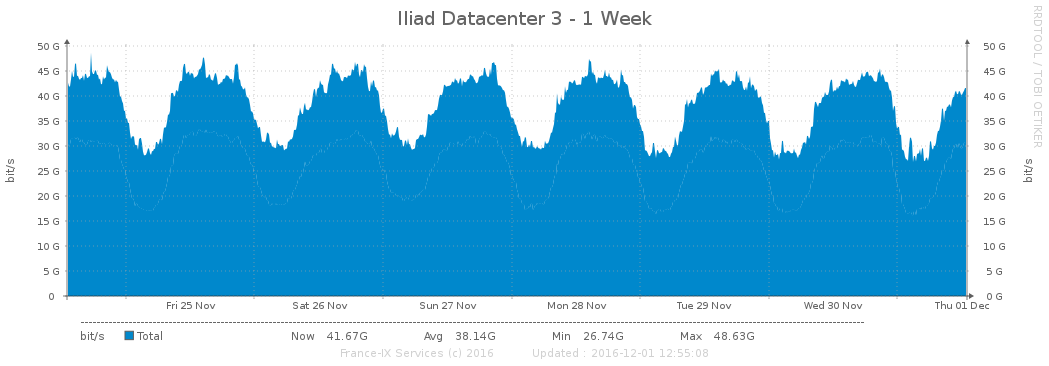 Iliad Datacenter 3 - 1 Week
RRDTOOL / TOBI OETIKER
50 G 50 G
45 G 45 G
40 G 40 G
35 G 35 G
30 G 30 G
25 G 25 G
20 G 20 G
15 G 15 G
10 G 10 G
5 G 5 G
0 0 G
bit/s bit/s
Fri 25 Nov Sat 26 Nov Sun 27 Nov Mon 28 Nov Tue 29 Nov Wed 30 Nov Thu 01 Dec
bit/s Total Now 41.67G Avg 38.14G Min 26.74G Max 48.63G
France-IX Services (c) 2016 Updated : 2016-12-01 12:55:08